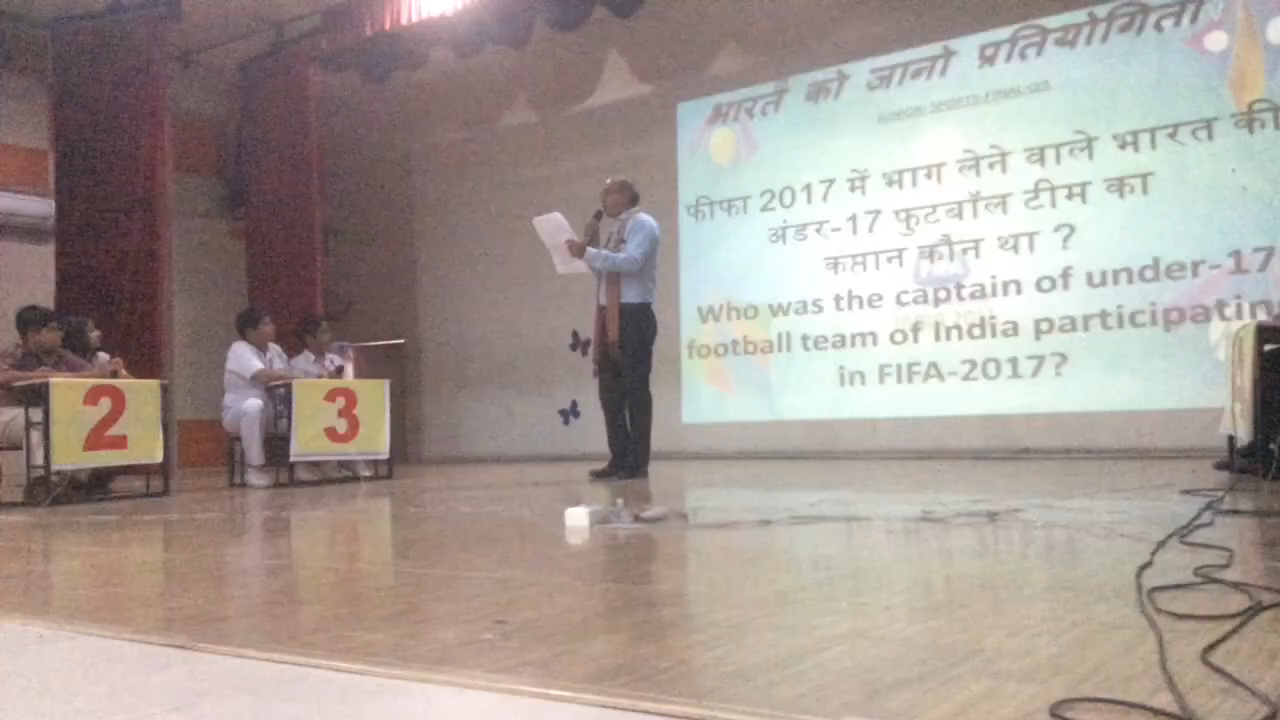 भारत को जानो प्रतियोगिता
फीफा 2017 में भाग लेने वाले भारत की
अंडर-17 फुटबॉल टीम का
कप्तान कौन था ?
Who was the captain of under-17
football team of India participatin
in FIFA-2017?
2
3